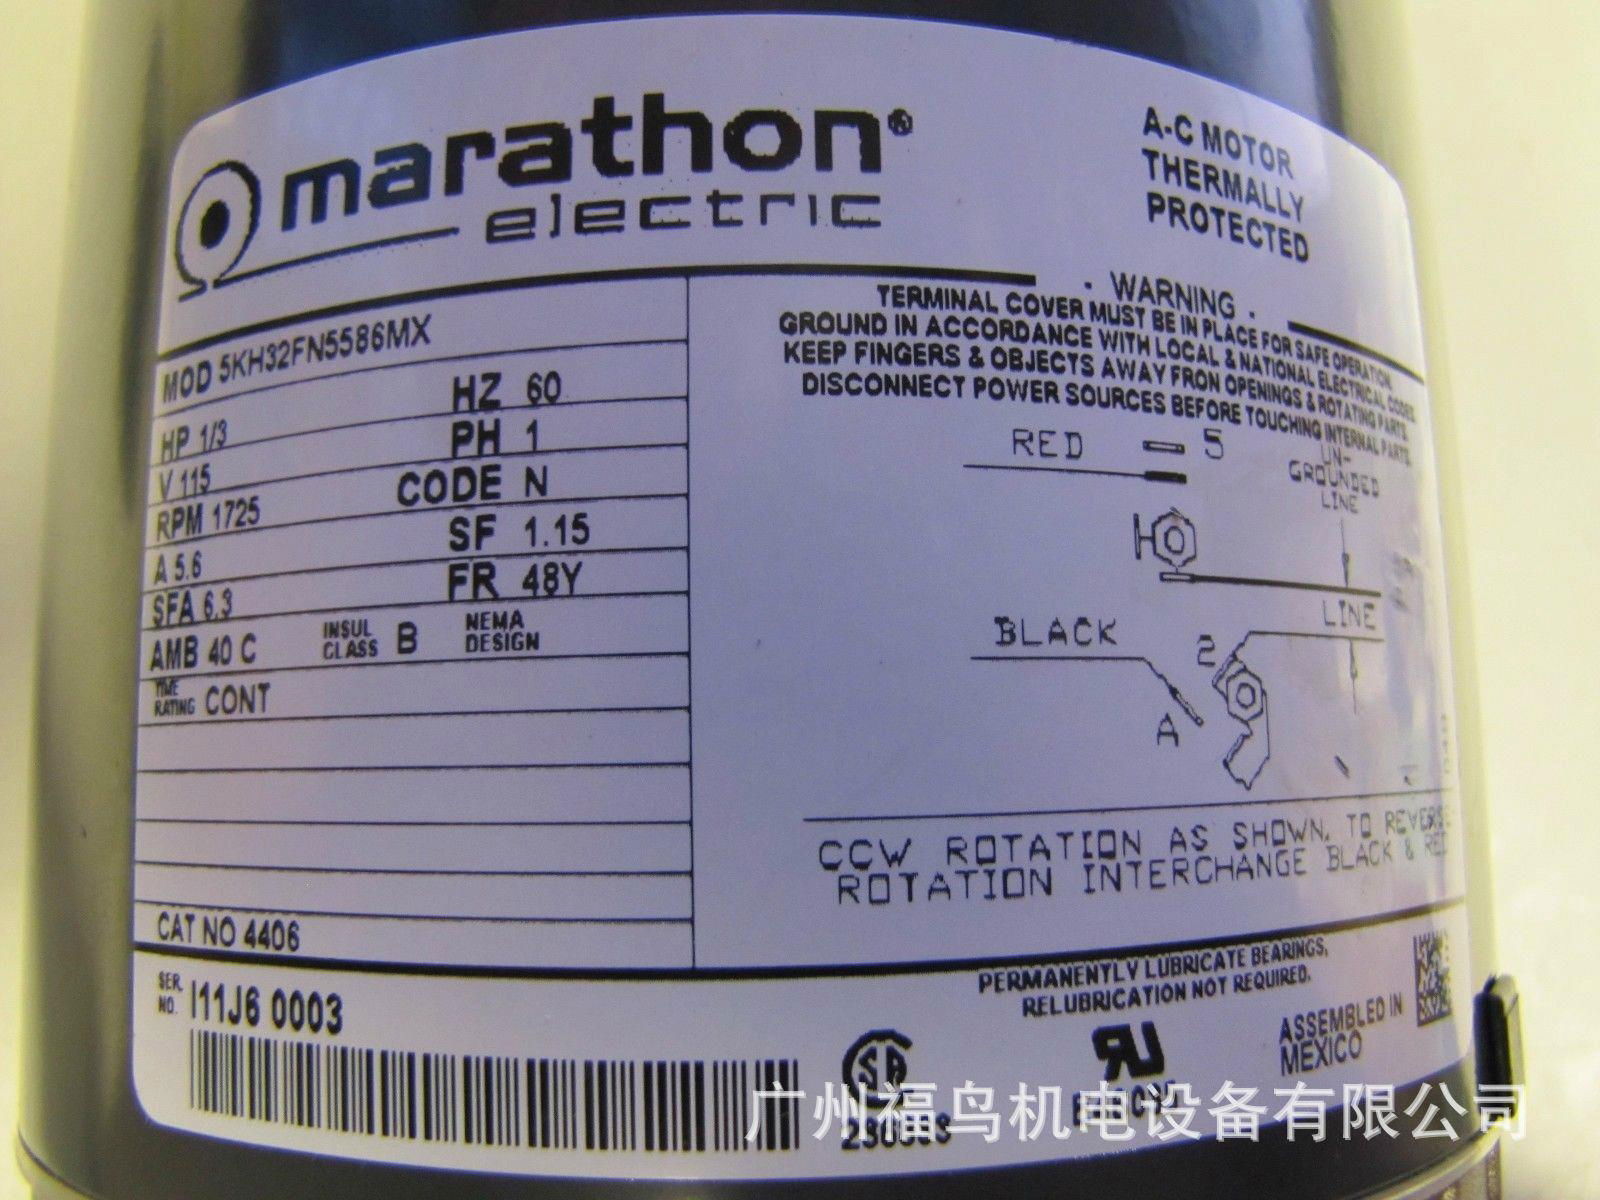 marathon®
electric
A-C MOTOR
THERMALLY
PROTECTED
MOD 5KH32FN5586MX
HP 1/3 HZ 60
V 115 PH 1
RPM 1725 CODE N
A 5.6 SF 1.15
SFA 6.3 FR 48Y
AMB 40 C INSUL CLASS B NEMA DESIGN
TIME RATING CONT
CAT NO 4406
· WARNING ·
TERMINAL COVER MUST BE IN PLACE FOR SAFE OPERATION.
GROUND IN ACCORDANCE WITH LOCAL & NATIONAL ELECTRICAL CODES
KEEP FINGERS & OBJECTS AWAY FROM OPENINGS & ROTATING PARTS.
DISCONNECT POWER SOURCES BEFORE TOUCHING INTERNAL PARTS.
RED 5
UN-
GROUNDED
LINE
LINE
BLACK 2
A
CCW ROTATION AS SHOWN. TO REVERS
ROTATION INTERCHANGE BLACK & RED
SER. NO. I11J6 0003
PERMANENTLY LUBRICATE BEARINGS,
RELUBRICATION NOT REQUIRED.
ASSEMBLED IN
MEXICO
广州福鸟机电设备有限公司